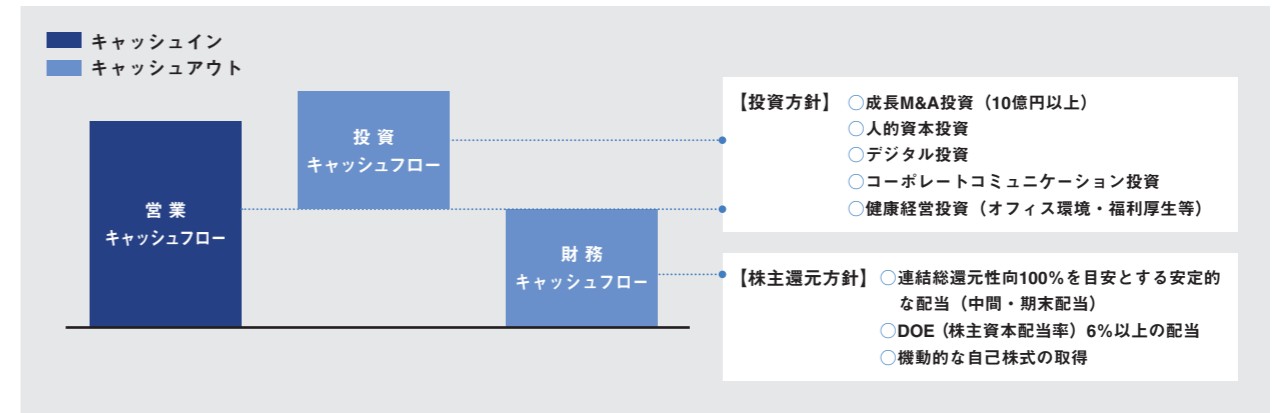 キャッシュイン
キャッシュアウト
営業
キャッシュフロー
投資
キャッシュフロー
財務
キャッシュフロー
【投資方針】 ○成長M&A投資(10億円以上)
○人的資本投資
○デジタル投資
○コーポレートコミュニケーション投資
○健康経営投資(オフィス環境・福利厚生等)
【株主還元方針】 ○連結総還元性向100%を目安とする安定的
な配当(中間・期末配当)
○DOE(株主資本配当率)6%以上の配当
○機動的な自己株式の取得